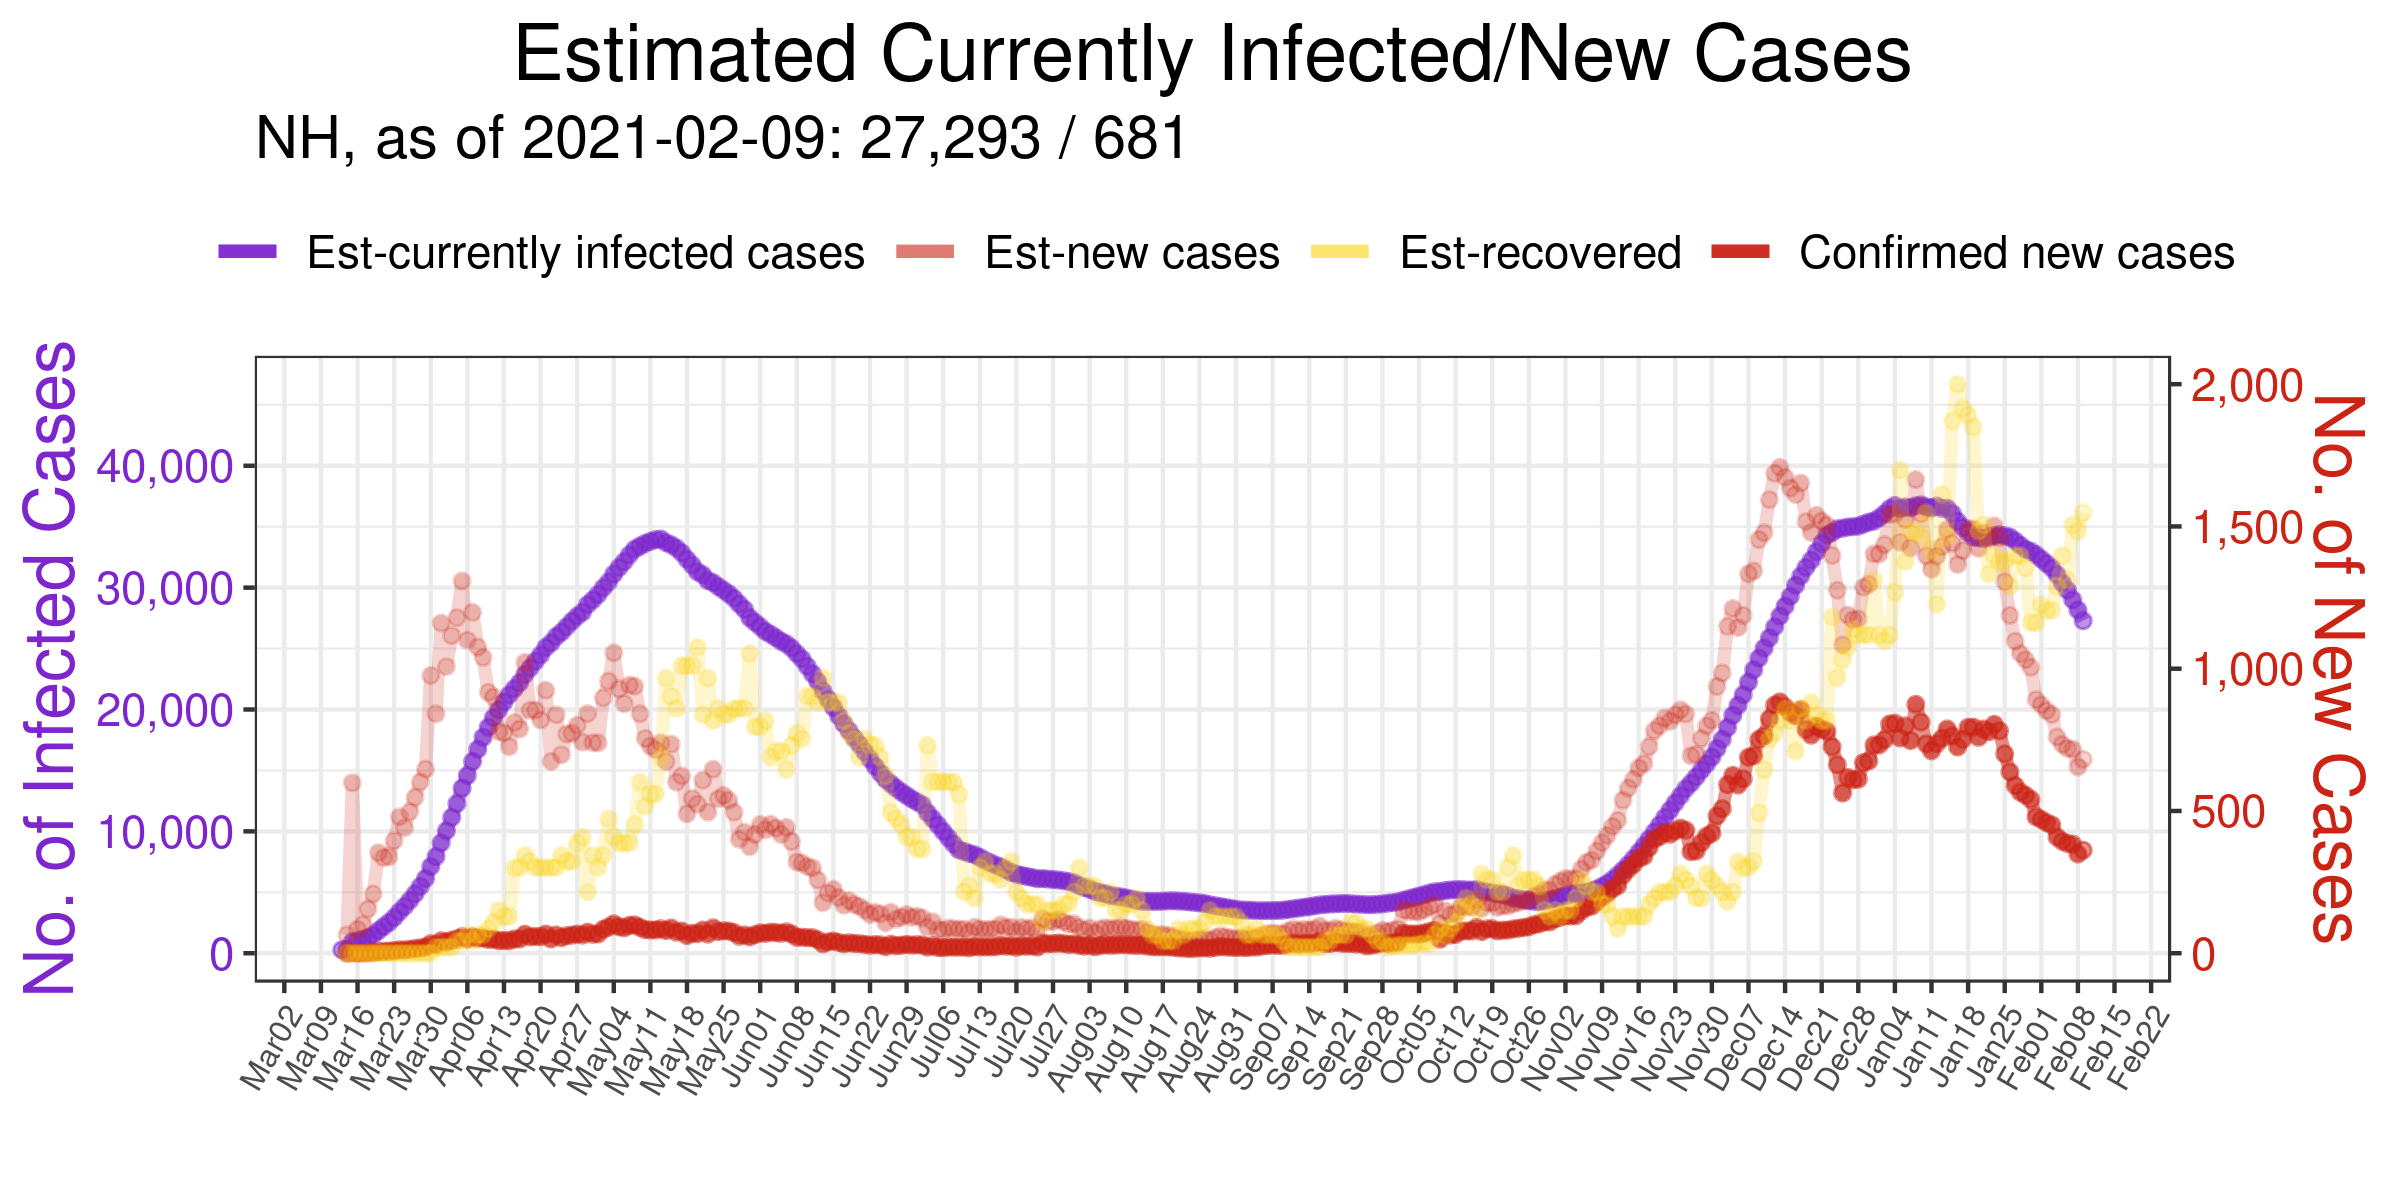 Estimated Currently Infected/New Cases
NH, as of 2021-02-09: 27,293 / 681
Est-currently infected cases Est-new cases Est-recovered Confirmed new cases
No. of Infected Cases
40,000
30,000
20,000
10,000
0
2,000
1,500
1,000
500
0
No. of New Cases
Mar02 Mar09 Mar16 Mar23 Mar30 Apr06 Apr13 Apr20 Apr27 May04 May11 May18 May25 Jun01 Jun08 Jun15 Jun22 Jun29 Jul06 Jul13 Jul20 Jul27 Aug03 Aug10 Aug17 Aug24 Aug31 Sep07 Sep14 Sep21 Sep28 Oct05 Oct12 Oct19 Oct26 Nov02 Nov09 Nov16 Nov23 Nov30 Dec07 Dec14 Dec21 Dec28 Jan04 Jan11 Jan18 Jan25 Feb01 Feb08 Feb15 Feb22